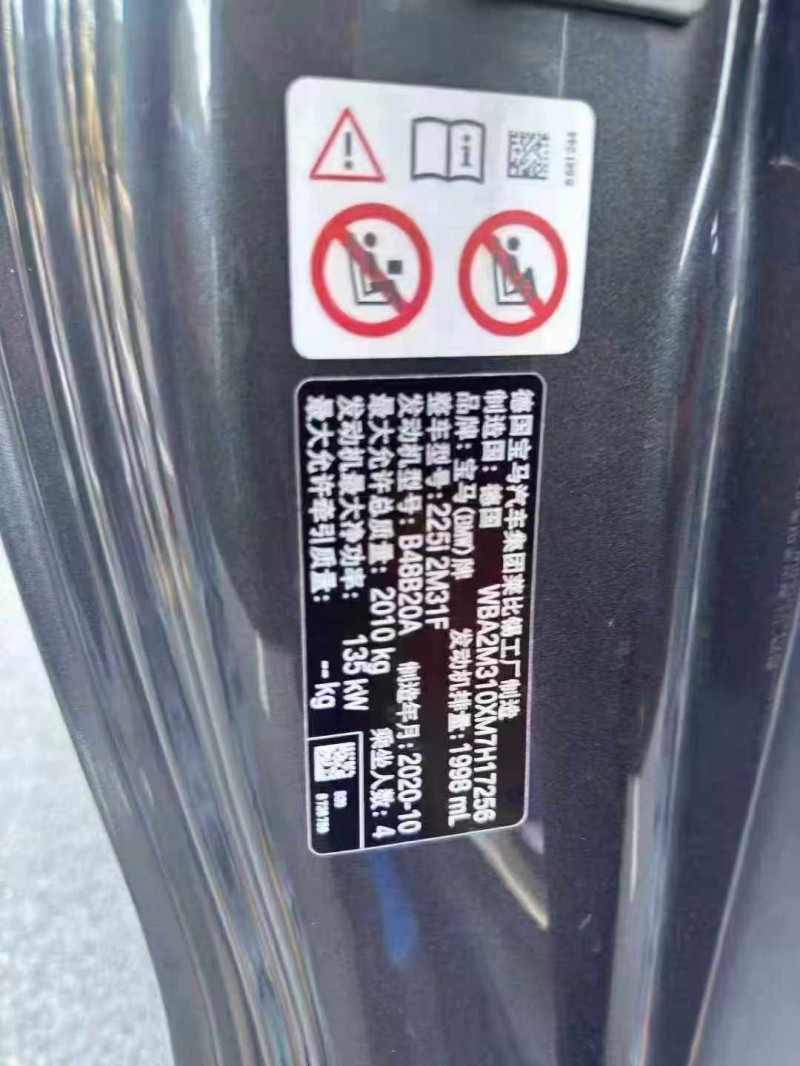 德国宝马汽车集团莱比锡工厂制造
制造国：德国 WBA2M310XM7H17256
品牌：宝马(BMW)牌 发动机排量：1998 mL
整车型号：225i 2M31F
发动机型号：B48B20A 制造年月：2020-10
最大允许总质量：2010 kg 乘坐人数：4
发动机最大净功率：135 kW
最大允许牵引质量：-- kg